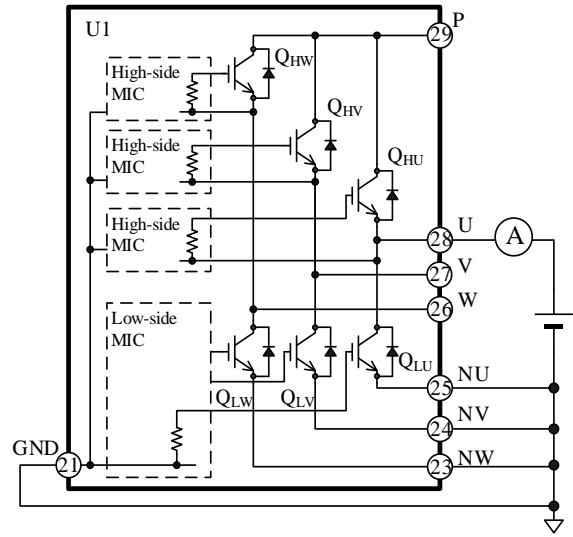 U1
P
29
High-side
MIC
QHW
High-side
MIC
QHV
High-side
MIC
QHU
U
28
A
V
27
W
26
Low-side
MIC
QLU
NU
25
QLW
QLV
NV
24
GND
21
NW
23